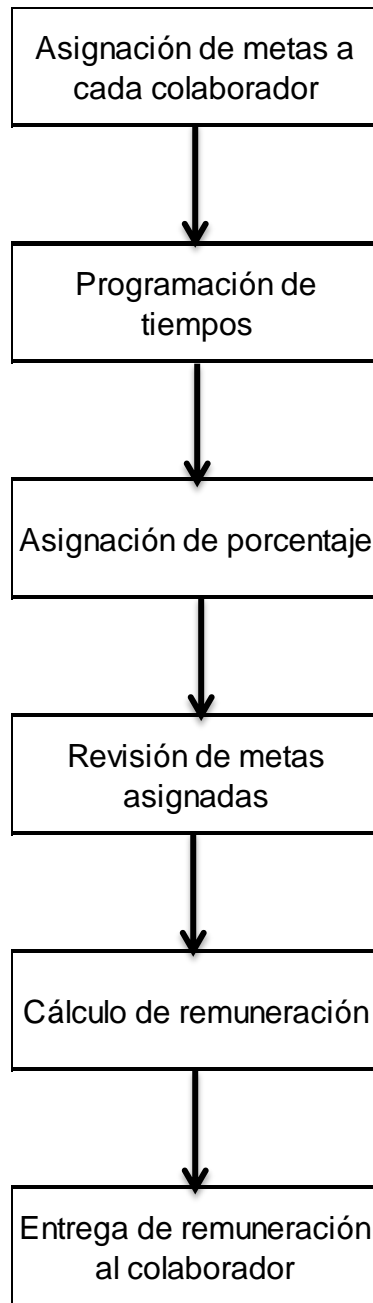 Asignación de metas a
cada colaborador
Programación de
tiempos
Asignación de porcentaje
Revisión de metas
asignadas
Cálculo de remuneración
Entrega de remuneración
al colaborador